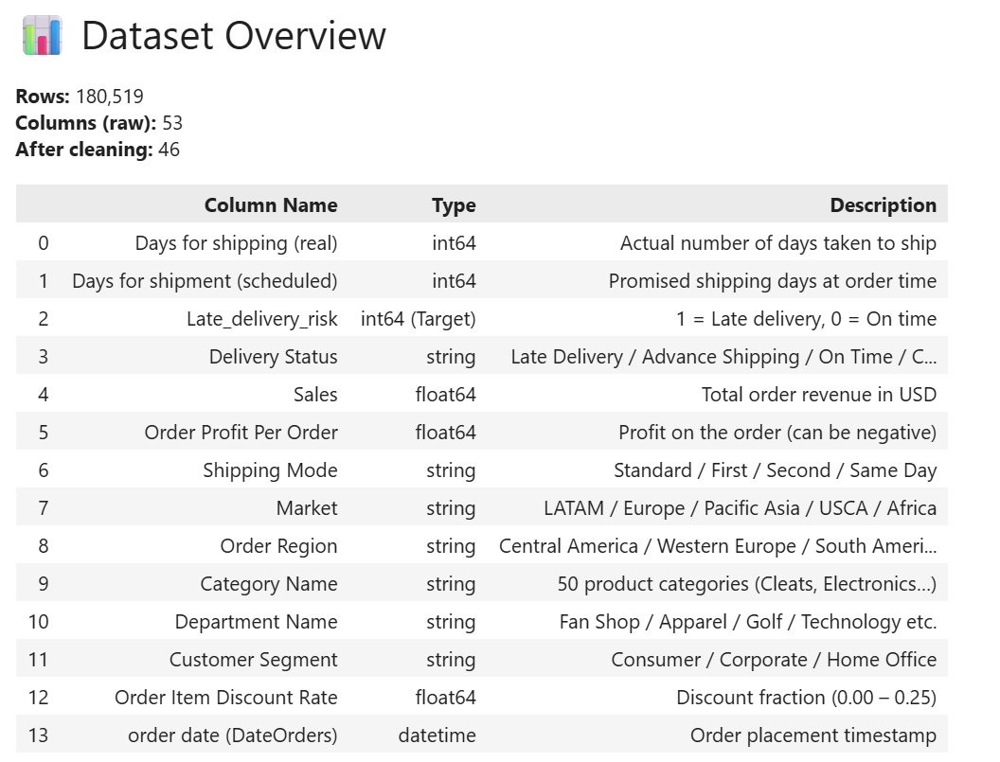 Dataset Overview
Rows: 180,519
Columns (raw): 53
After cleaning: 46
Column Name Type Description
0 Days for shipping (real) int64 Actual number of days taken to ship
1 Days for shipment (scheduled) int64 Promised shipping days at order time
2 Late_delivery_risk int64 (Target) 1 = Late delivery, 0 = On time
3 Delivery Status string Late Delivery / Advance Shipping / On Time / C...
4 Sales float64 Total order revenue in USD
5 Order Profit Per Order float64 Profit on the order (can be negative)
6 Shipping Mode string Standard / First / Second / Same Day
7 Market string LATAM / Europe / Pacific Asia / USCA / Africa
8 Order Region string Central America / Western Europe / South Ameri...
9 Category Name string 50 product categories (Cleats, Electronics...)
10 Department Name string Fan Shop / Apparel / Golf / Technology etc.
11 Customer Segment string Consumer / Corporate / Home Office
12 Order Item Discount Rate float64 Discount fraction (0.00 – 0.25)
13 order date (DateOrders) datetime Order placement timestamp